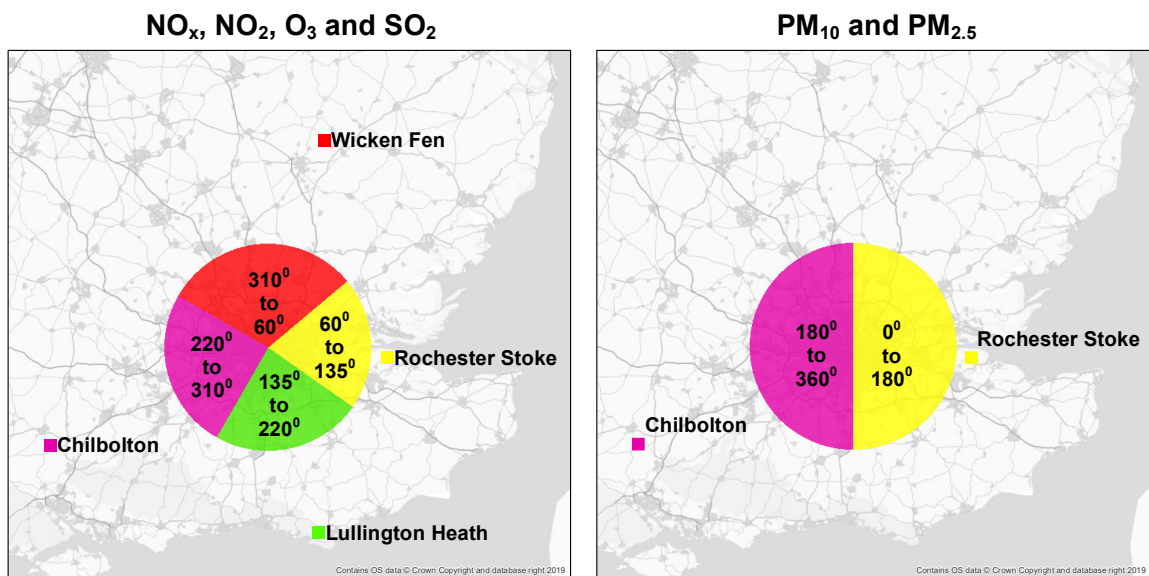 NOₓ, NO₂, O₃ and SO₂
Wicken Fen
310⁰
to
60⁰
60⁰
to
135⁰
Rochester Stoke
220⁰
to
310⁰
135⁰
to
220⁰
Chilbolton
Lullington Heath
Contains OS data © Crown Copyright and database right 2019
PM₁₀ and PM₂.₅
180⁰
to
360⁰
0⁰
to
180⁰
Rochester Stoke
Chilbolton
Contains OS data © Crown Copyright and database right 2019